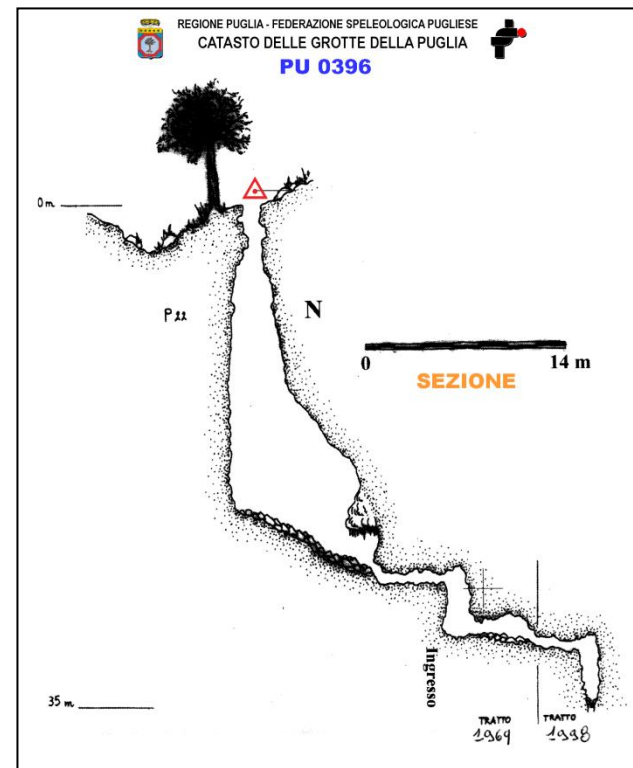 REGIONE PUGLIA - FEDERAZIONE SPELEOLOGICA PUGLIESE
CATASTO DELLE GROTTE DELLA PUGLIA
PU 0396
0 m
P22
N
0 14 m
SEZIONE
Ingresso
35 m
TRATTO 1969
TRATTO 1998